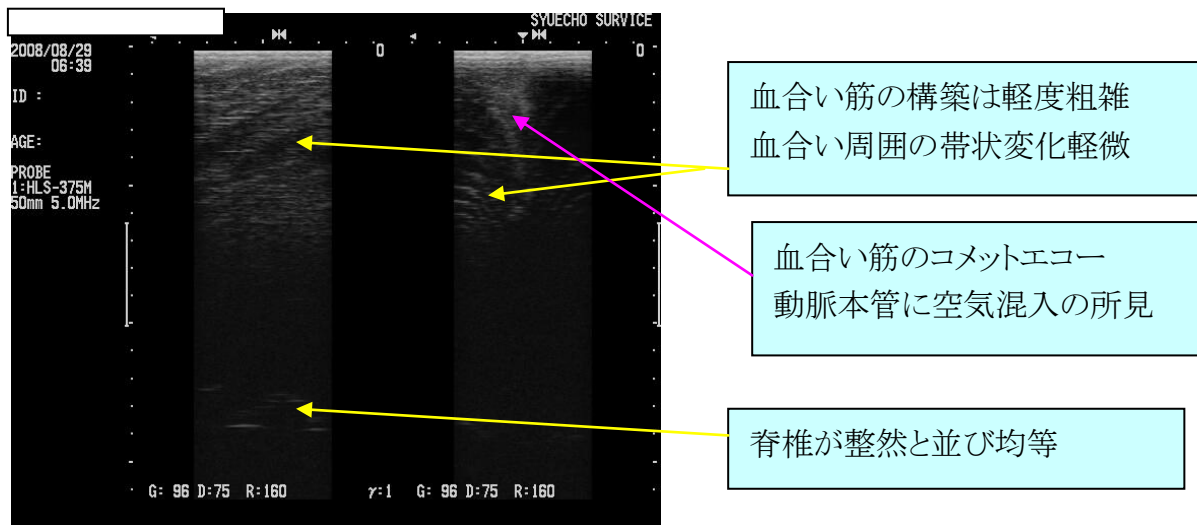 SYUECHO SURVICE
2008/08/29
06:39
0
0
ID :
AGE:
PROBE
1:HLS-375M
50mm 5.0MHz
G: 96 D:75 R:160
γ:1
G: 96 D:75 R:160
血合い筋の構築は軽度粗雑
血合い周囲の帯状変化軽微
血合い筋のコメットエコー
動脈本管に空気混入の所見
脊椎が整然と並び均等